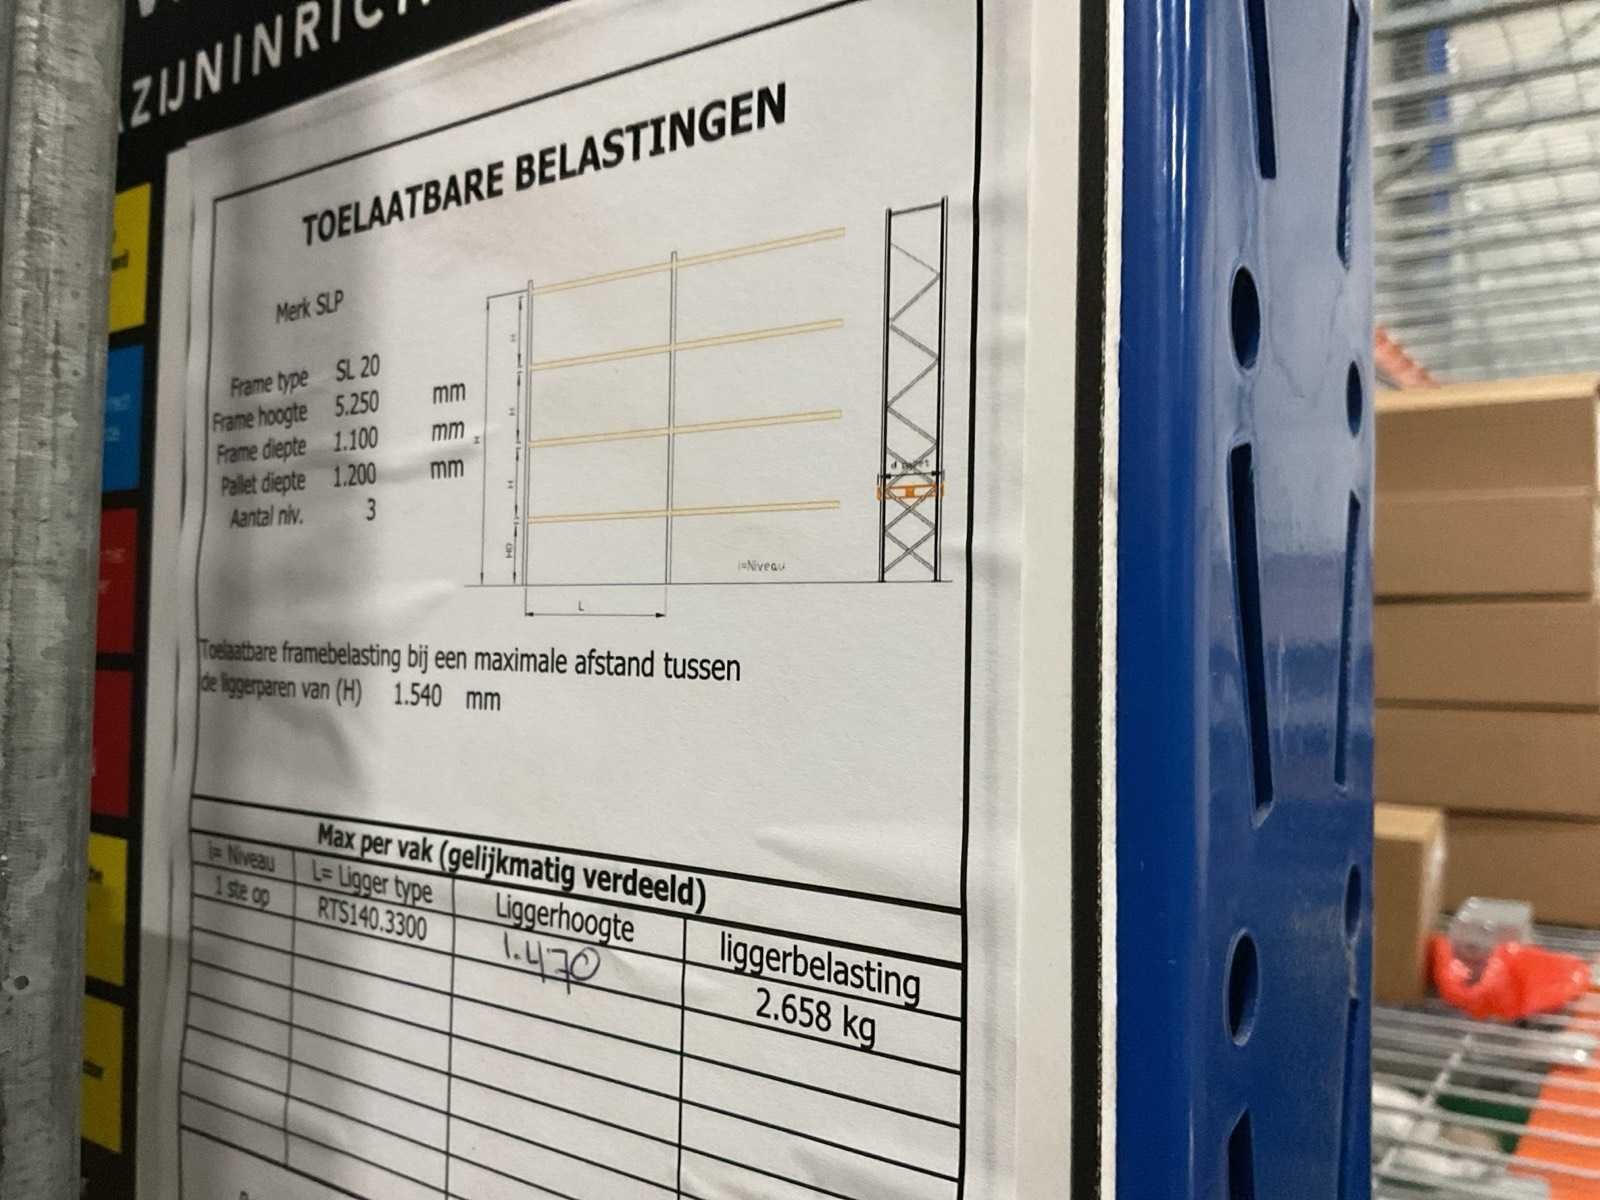 ZIJNINRICH
TOELAATBARE BELASTINGEN
Merk SLP
Frame type SL 20
Frame hoogte 5.250 mm
Frame diepte 1.100 mm
Pallet diepte 1.200 mm
Aantal niv. 3
H
H
H
H
HO
L
i=Niveau
Toelaatbare framebelasting bij een maximale afstand tussen
de liggerparen van (H) 1.540 mm
Max per vak (gelijkmatig verdeeld)
i= Niveau L= Ligger type Liggerhoogte liggerbelasting
1 ste op RTS140.3300 1.470 2.658 kg